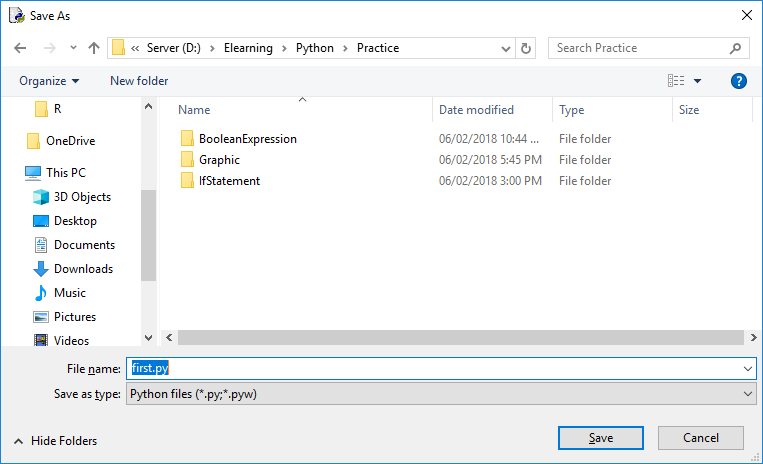 Save As
« Server (D:) › Elearning › Python › Practice
Search Practice
Organize
New folder
?
Name Date modified Type Size
R
OneDrive
This PC
3D Objects
Desktop
Documents
Downloads
Music
Pictures
Videos
BooleanExpression 06/02/2018 10:44 ... File folder
Graphic 06/02/2018 5:45 PM File folder
IfStatement 06/02/2018 3:00 PM File folder
File name: first.py
Save as type: Python files (*.py;*.pyw)
Hide Folders
Save
Cancel